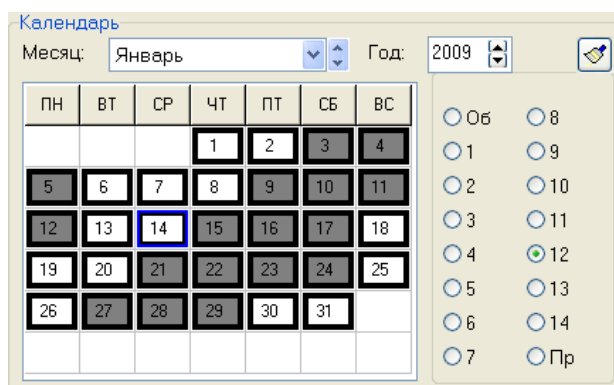 Календарь
Месяц: Январь Год: 2009
ПН ВТ СР ЧТ ПТ СБ ВС
1 2 3 4
5 6 7 8 9 10 11
12 13 14 15 16 17 18
19 20 21 22 23 24 25
26 27 28 29 30 31
Об 8
1 9
2 10
3 11
4 12
5 13
6 14
7 Пр